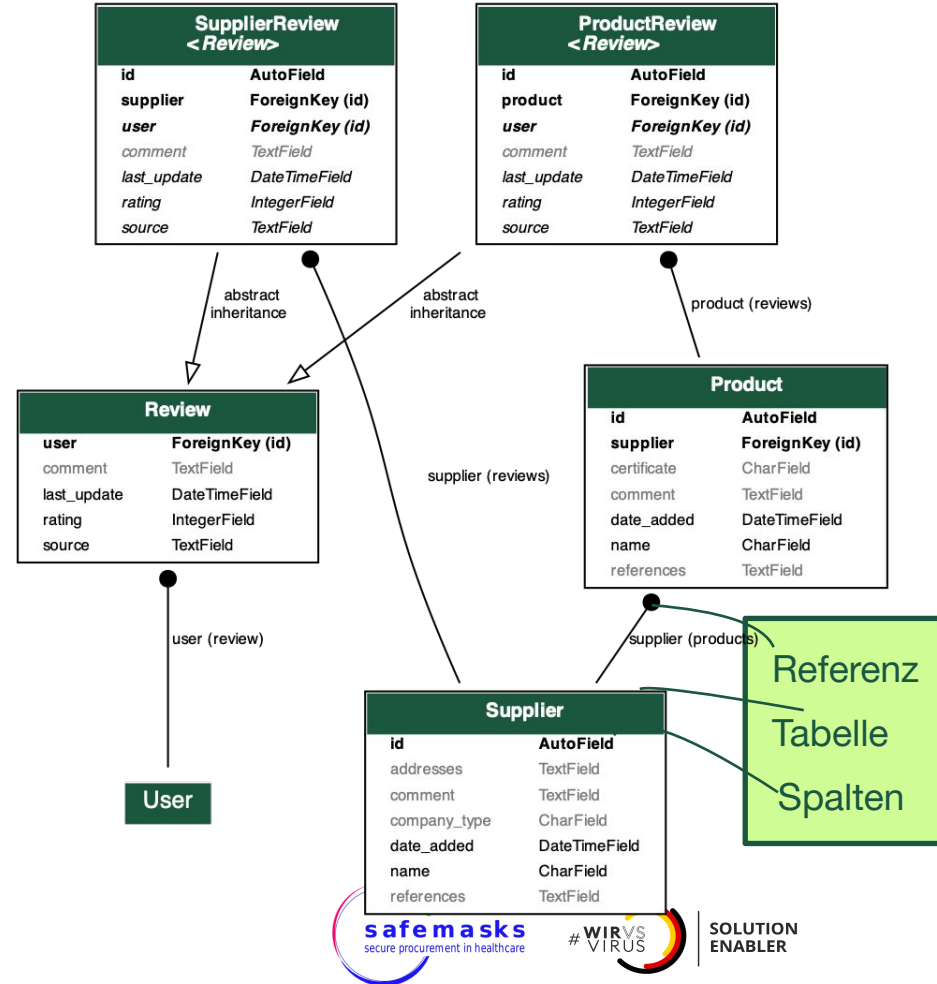 SupplierReview
<Review>
id AutoField
supplier ForeignKey (id)
user ForeignKey (id)
comment TextField
last_update DateTimeField
rating IntegerField
source TextField
ProductReview
<Review>
id AutoField
product ForeignKey (id)
user ForeignKey (id)
comment TextField
last_update DateTimeField
rating IntegerField
source TextField
abstract
inheritance
abstract
inheritance
product (reviews)
Review
user ForeignKey (id)
comment TextField
last_update DateTimeField
rating IntegerField
source TextField
Product
id AutoField
supplier ForeignKey (id)
certificate CharField
comment TextField
date_added DateTimeField
name CharField
references TextField
supplier (reviews)
user (review)
supplier (products)
Referenz
Tabelle
Spalten
User
Supplier
id AutoField
addresses TextField
comment TextField
company_type CharField
date_added DateTimeField
name CharField
references TextField
safemasks
secure procurement in healthcare
#WIRVS
VIRUS
SOLUTION
ENABLER